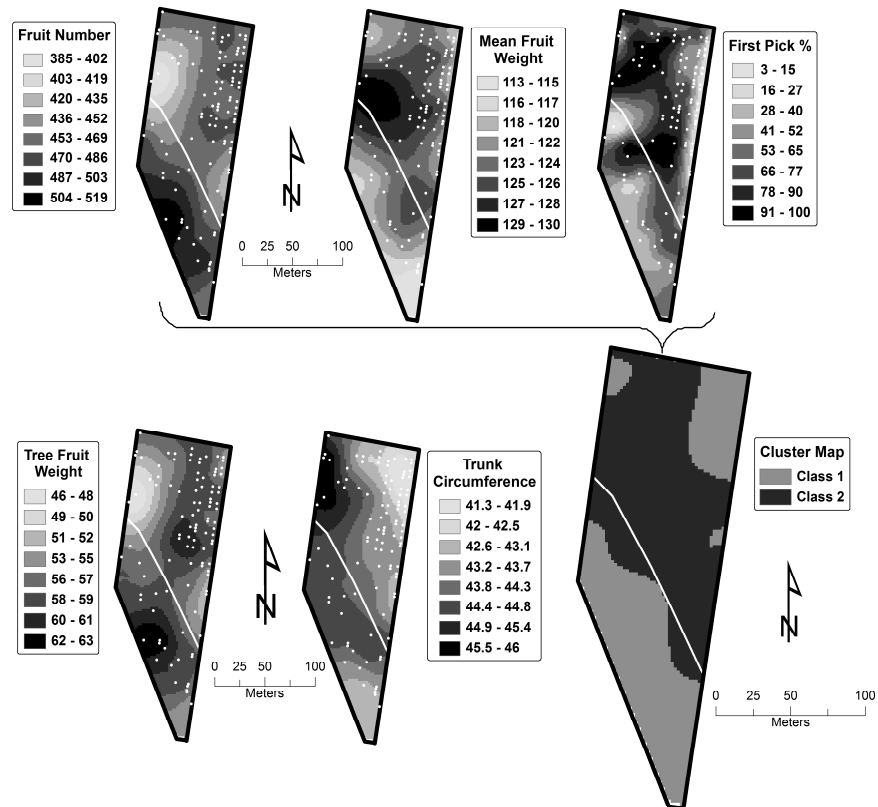 Fruit Number
385 - 402
403 - 419
420 - 435
436 - 452
453 - 469
470 - 486
487 - 503
504 - 519
N
0 25 50 100
Meters
Mean Fruit
Weight
113 - 115
116 - 117
118 - 120
121 - 122
123 - 124
125 - 126
127 - 128
129 - 130
First Pick %
3 - 15
16 - 27
28 - 40
41 - 52
53 - 65
66 - 77
78 - 90
91 - 100
Tree Fruit
Weight
46 - 48
49 - 50
51 - 52
53 - 55
56 - 57
58 - 59
60 - 61
62 - 63
N
0 25 50 100
Meters
Trunk
Circumference
41.3 - 41.9
42 - 42.5
42.6 - 43.1
43.2 - 43.7
43.8 - 44.3
44.4 - 44.8
44.9 - 45.4
45.5 - 46
Cluster Map
Class 1
Class 2
N
0 25 50 100
Meters